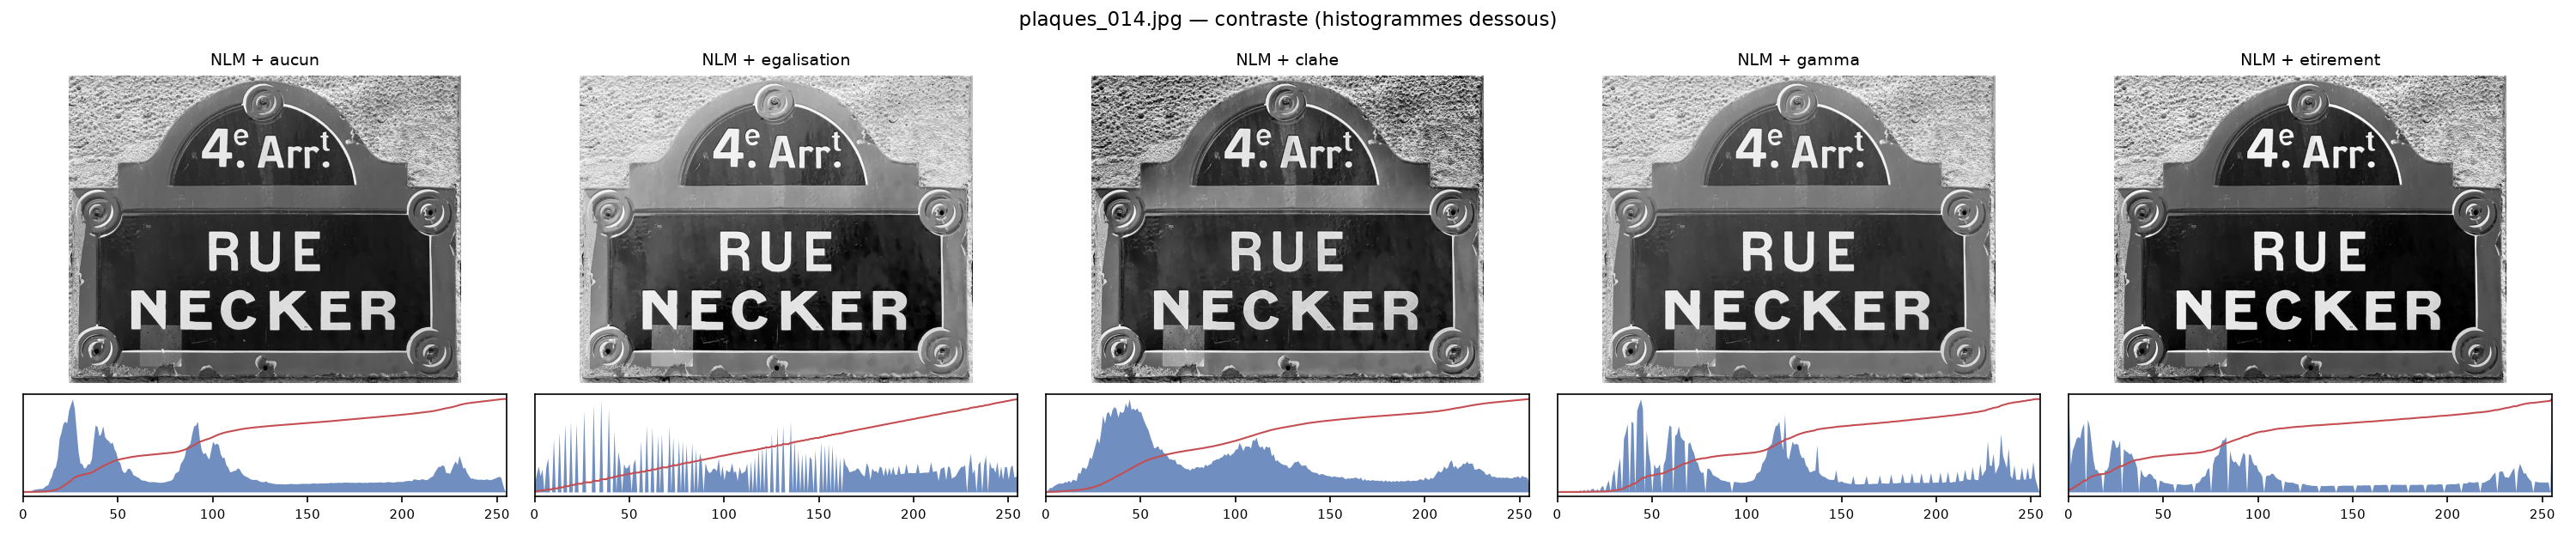 plaques_014.jpg — contraste (histogrammes dessous)
NLM + aucun
4e. Arrt.
RUE
NECKER
0 50 100 150 200 250
NLM + egalisation
4e. Arrt.
RUE
NECKER
0 50 100 150 200 250
NLM + clahe
4e. Arrt.
RUE
NECKER
0 50 100 150 200 250
NLM + gamma
4e. Arrt.
RUE
NECKER
0 50 100 150 200 250
NLM + etirement
4e. Arrt.
RUE
NECKER
0 50 100 150 200 250